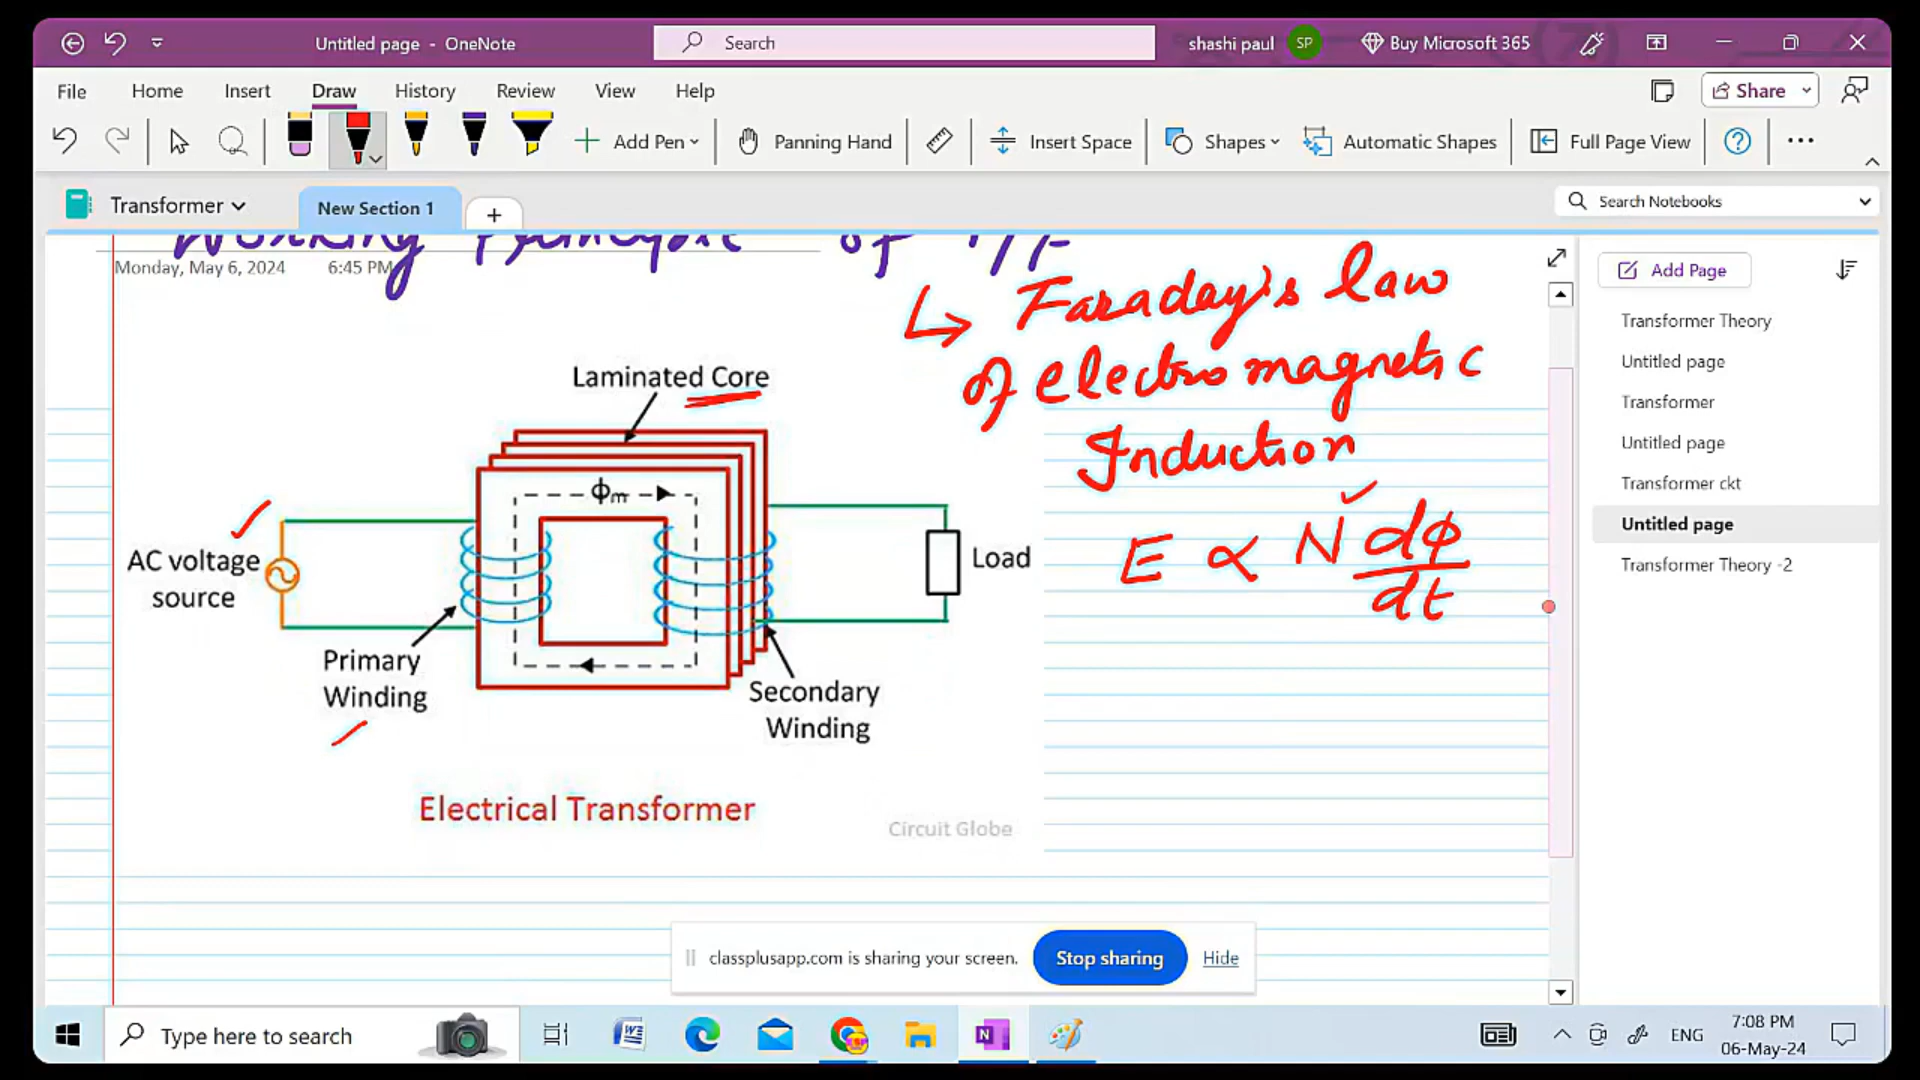 Untitled page - OneNote
Search
shashi paul
SP
Buy Microsoft 365
File
Home
Insert
Draw
History
Review
View
Help
Share
Add Pen
Panning Hand
Insert Space
Shapes
Automatic Shapes
Full Page View
Transformer
New Section 1
+
Search Notebooks
Working Principle of T/F
Monday, May 6, 2024
6:45 PM
↳ Faraday's law
of electromagnetic
Induction
E ∝ N dϕ/dt
Laminated Core
ϕm
AC voltage
source
Load
Primary
Winding
Secondary
Winding
Electrical Transformer
Circuit Globe
Add Page
Transformer Theory
Untitled page
Transformer
Untitled page
Transformer ckt
Untitled page
Transformer Theory -2
classplusapp.com is sharing your screen.
Stop sharing
Hide
Type here to search
ENG
7:08 PM
06-May-24